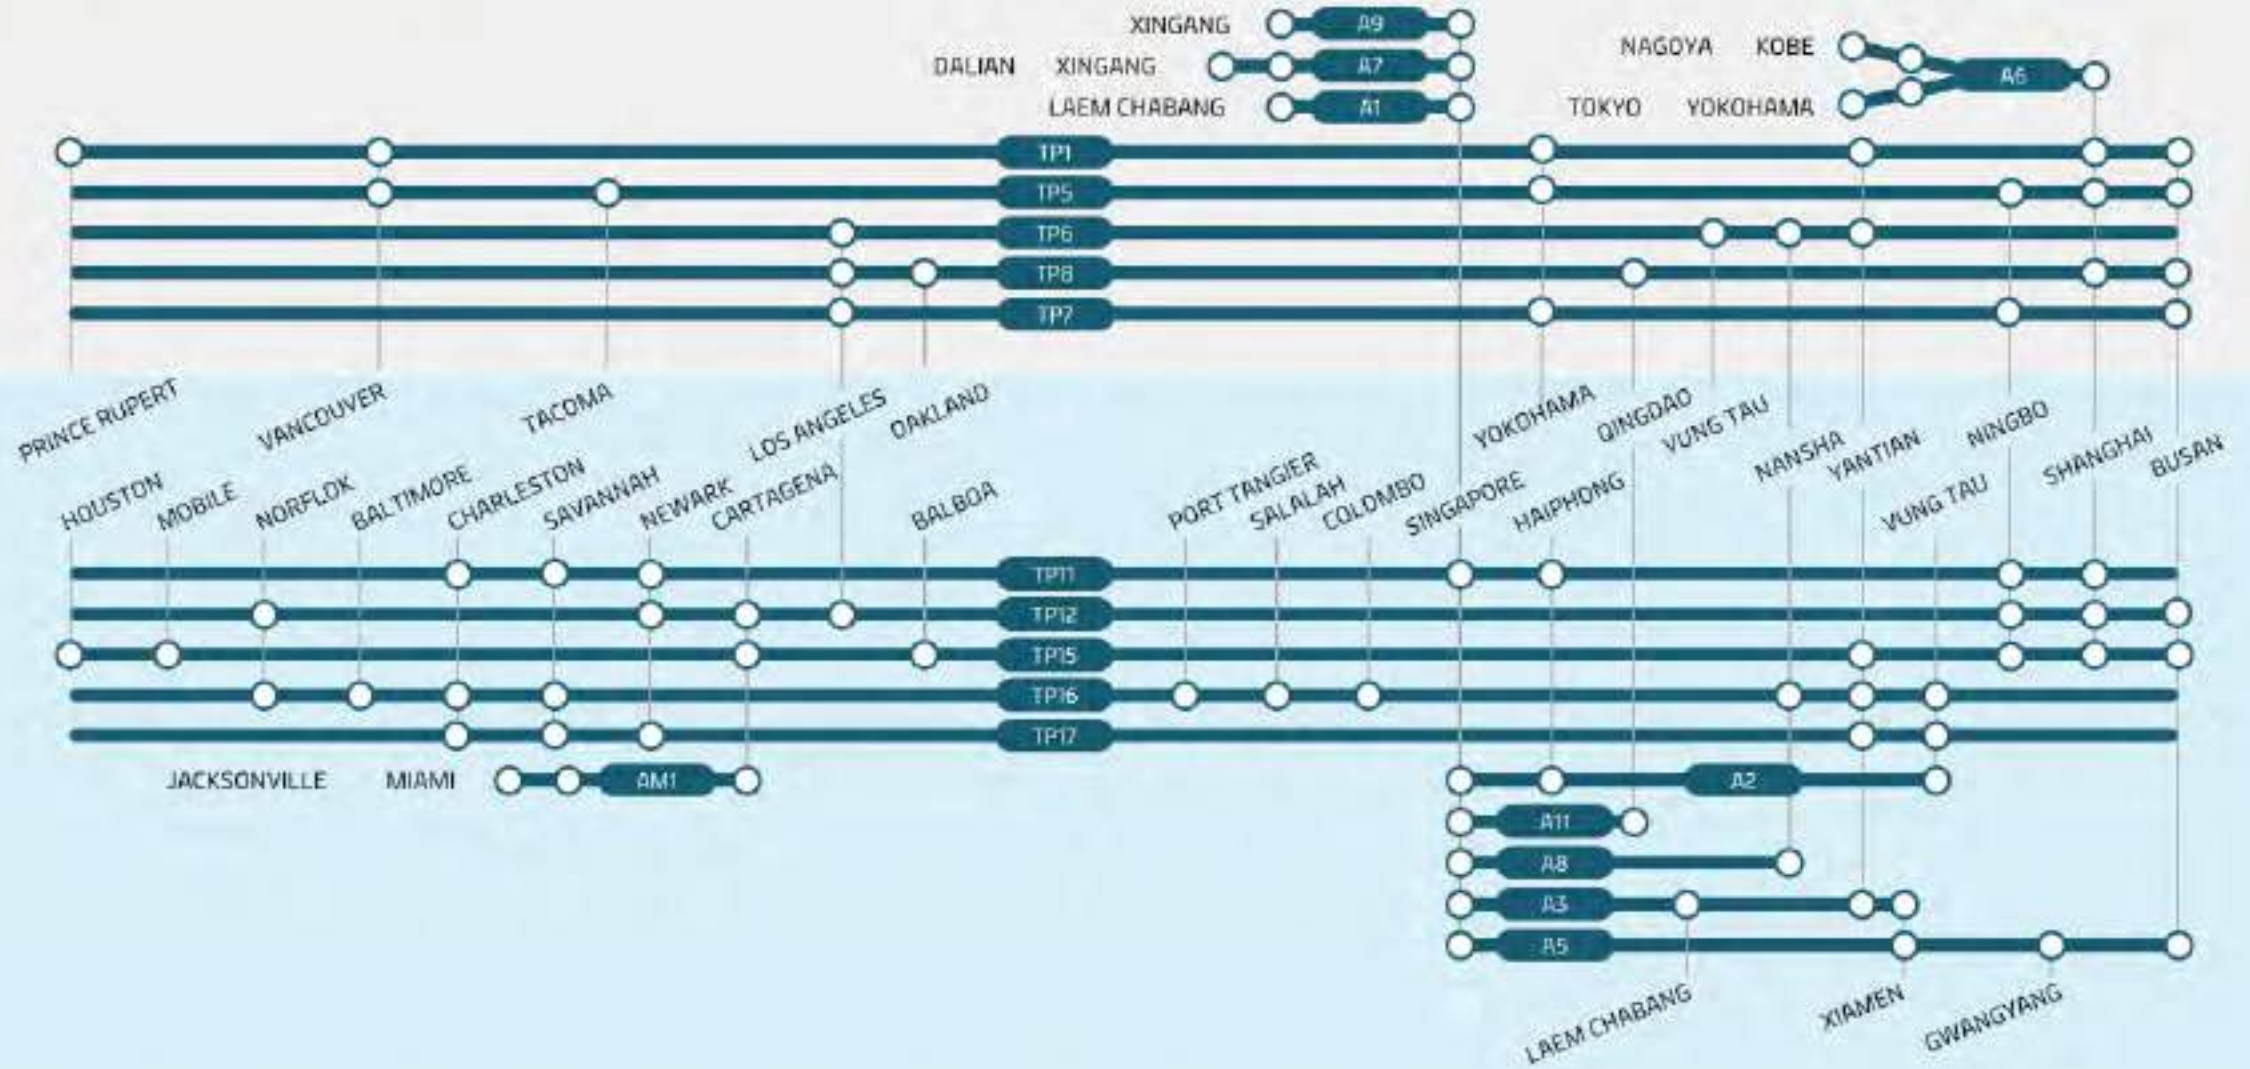 XINGANG A9
DALIAN XINGANG A7
LAEM CHABANG A1
NAGOYA KOBE
A6
TOKYO YOKOHAMA
TP1
TP5
TP6
TP8
TP7
PRINCE RUPERT
VANCOUVER
TACOMA
LOS ANGELES
OAKLAND
YOKOHAMA
QINGDAO
VUNG TAU
NANSHA
YANTIAN
NINGBO
SHANGHAI
BUSAN
HOUSTON
MOBILE
NORFLOK
BALTIMORE
CHARLESTON
SAVANNAH
NEWARK
CARTAGENA
BALBOA
PORT TANGIER
SALALAH
COLOMBO
SINGAPORE
HAIPHONG
VUNG TAU
TP11
TP12
TP15
TP16
TP17
JACKSONVILLE MIAMI AM1
A2
A11
A8
A3
A5
LAEM CHABANG
XIAMEN
GWANGYANG